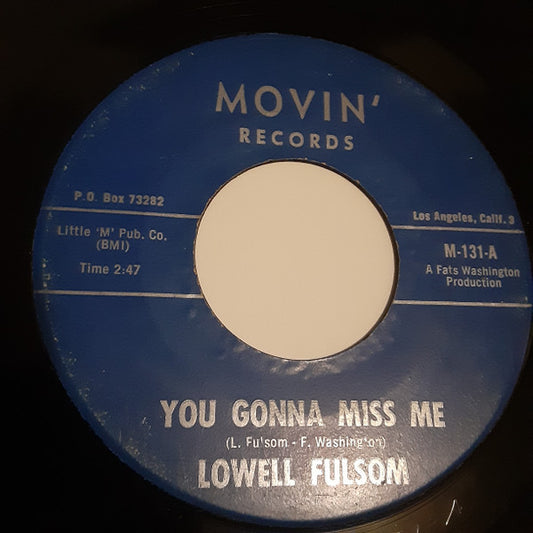 MOVIN'
RECORDS
P.O. Box 73282
Los Angeles, Calif. 3
Little 'M' Pub. Co.
(BMI)
Time 2:47
M-131-A
A Fats Washington
Production
YOU GONNA MISS ME
(L. Fulsom - F. Washington)
LOWELL FULSOM